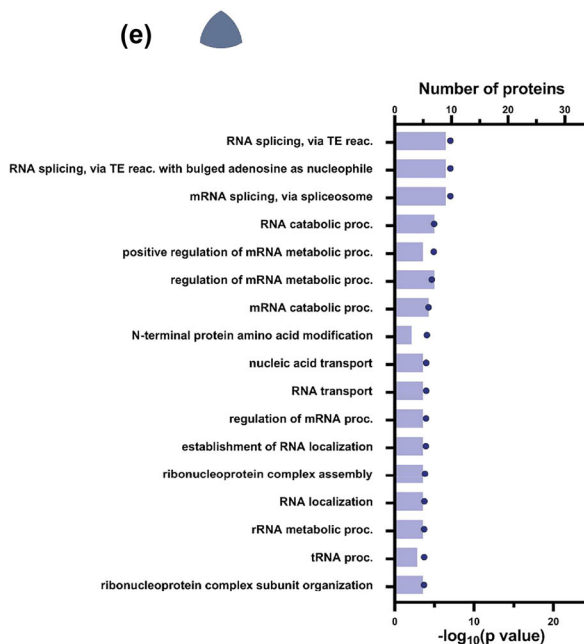 (e)
Number of proteins
0 10 20 30
RNA splicing, via TE reac.
RNA splicing, via TE reac. with bulged adenosine as nucleophile
mRNA splicing, via spliceosome
RNA catabolic proc.
positive regulation of mRNA metabolic proc.
regulation of mRNA metabolic proc.
mRNA catabolic proc.
N-terminal protein amino acid modification
nucleic acid transport
RNA transport
regulation of mRNA proc.
establishment of RNA localization
ribonucleoprotein complex assembly
RNA localization
rRNA metabolic proc.
tRNA proc.
ribonucleoprotein complex subunit organization
0 10 20
-log10(p value)